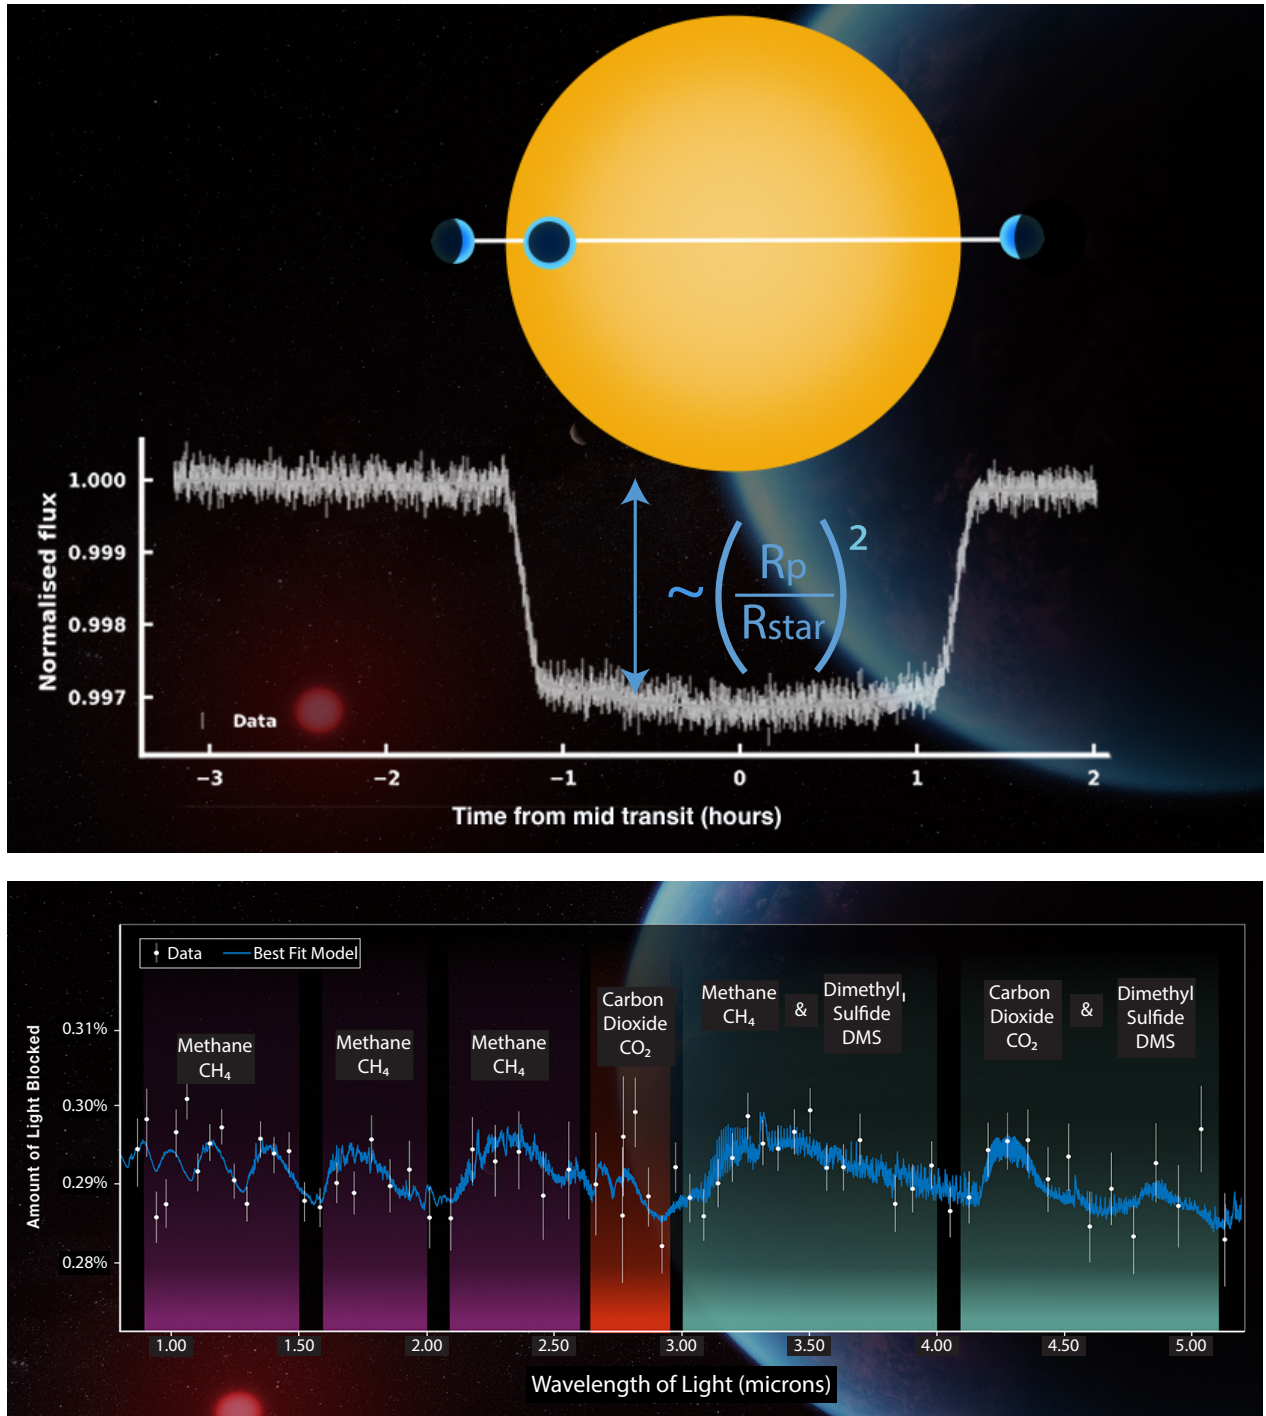 1.000
0.999
0.998
0.997
Normalised flux
Data
~ (Rp / Rstar)²
−3 −2 −1 0 1 2
Time from mid transit (hours)
Data Best Fit Model
Amount of Light Blocked
0.31%
0.30%
0.29%
0.28%
Methane
CH₄
Methane
CH₄
Methane
CH₄
Carbon
Dioxide
CO₂
Methane
CH₄
&
Dimethyl
Sulfide
DMS
Carbon
Dioxide
CO₂
&
Dimethyl
Sulfide
DMS
1.00 1.50 2.00 2.50 3.00 3.50 4.00 4.50 5.00
Wavelength of Light (microns)